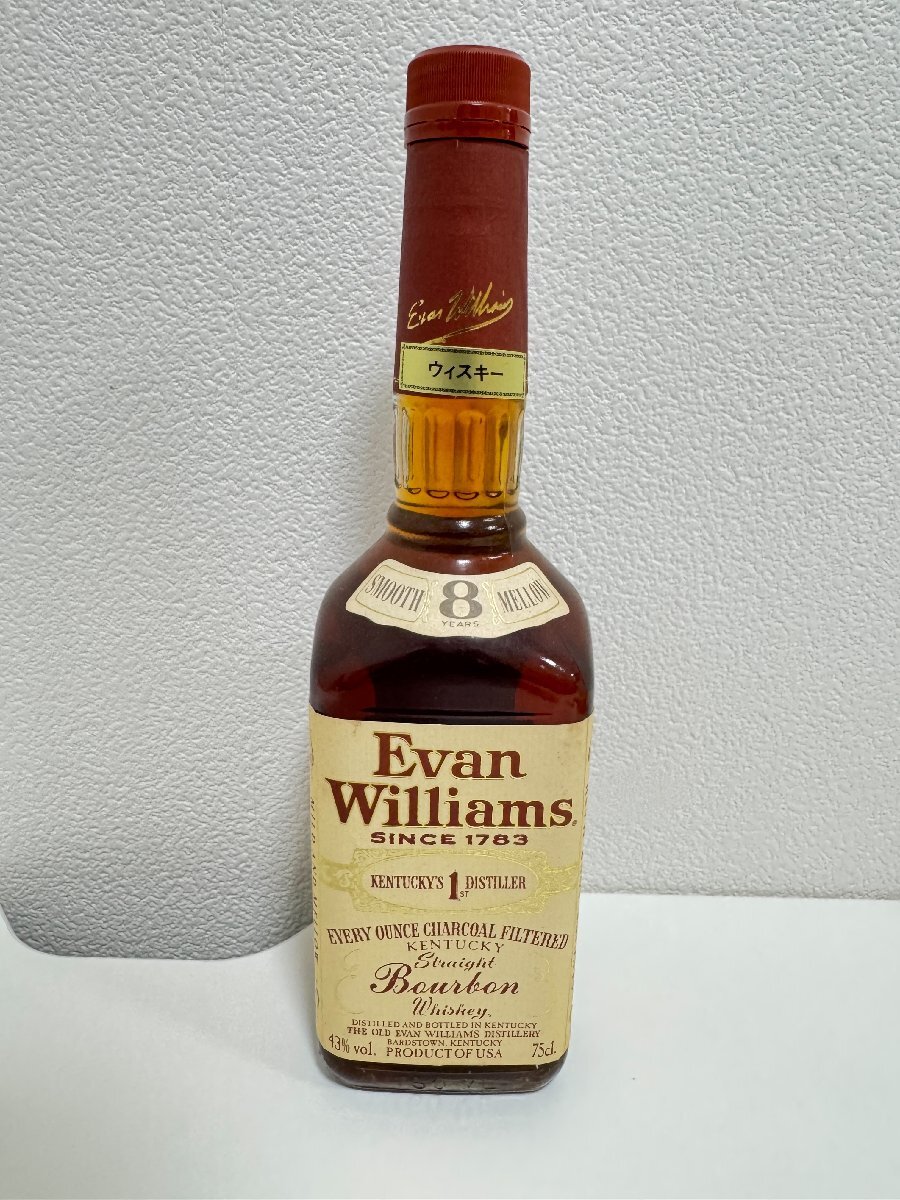 Evan Williams
ウィスキー
SMOOTH 8 MELLOW
YEARS
Evan
Williams
SINCE 1783
KENTUCKY'S 1ST DISTILLER
EVERY OUNCE CHARCOAL FILTERED
KENTUCKY
Straight
Bourbon
Whiskey.
DISTILLED AND BOTTLED IN KENTUCKY
THE OLD EVAN WILLIAMS DISTILLERY
BARDSTOWN, KENTUCKY
43% vol. PRODUCT OF USA 75cl.